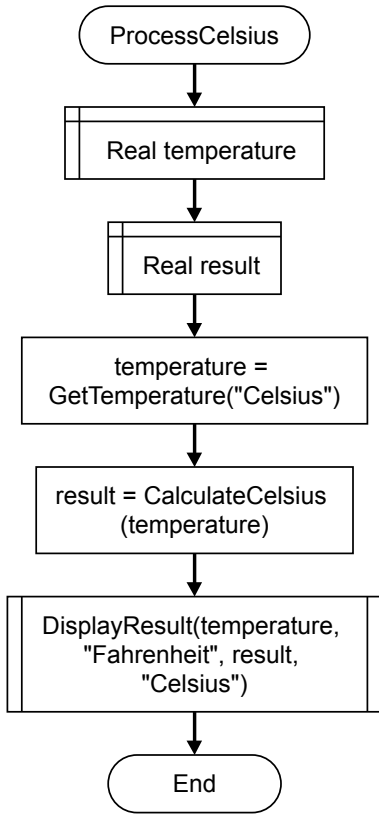 ProcessCelsius
Real temperature
Real result
temperature =
GetTemperature("Celsius")
result = CalculateCelsius
(temperature)
DisplayResult(temperature,
"Fahrenheit", result,
"Celsius")
End